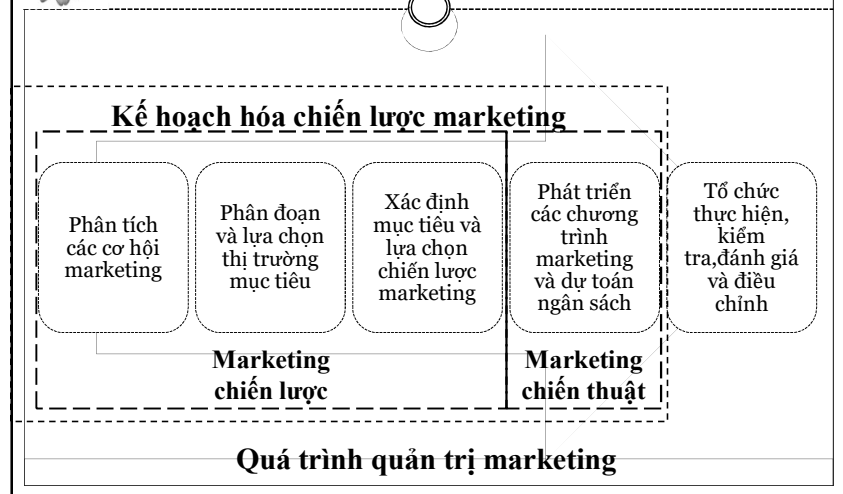 Kế hoạch hóa chiến lược marketing
Phân tích
các cơ hội
marketing
Phân đoạn
và lựa chọn
thị trường
mục tiêu
Xác định
mục tiêu và
lựa chọn
chiến lược
marketing
Phát triển
các chương
trình
marketing
và dự toán
ngân sách
Tổ chức
thực hiện,
kiểm
tra,đánh giá
và điều
chỉnh
Marketing
chiến lược
Marketing
chiến thuật
Quá trình quản trị marketing